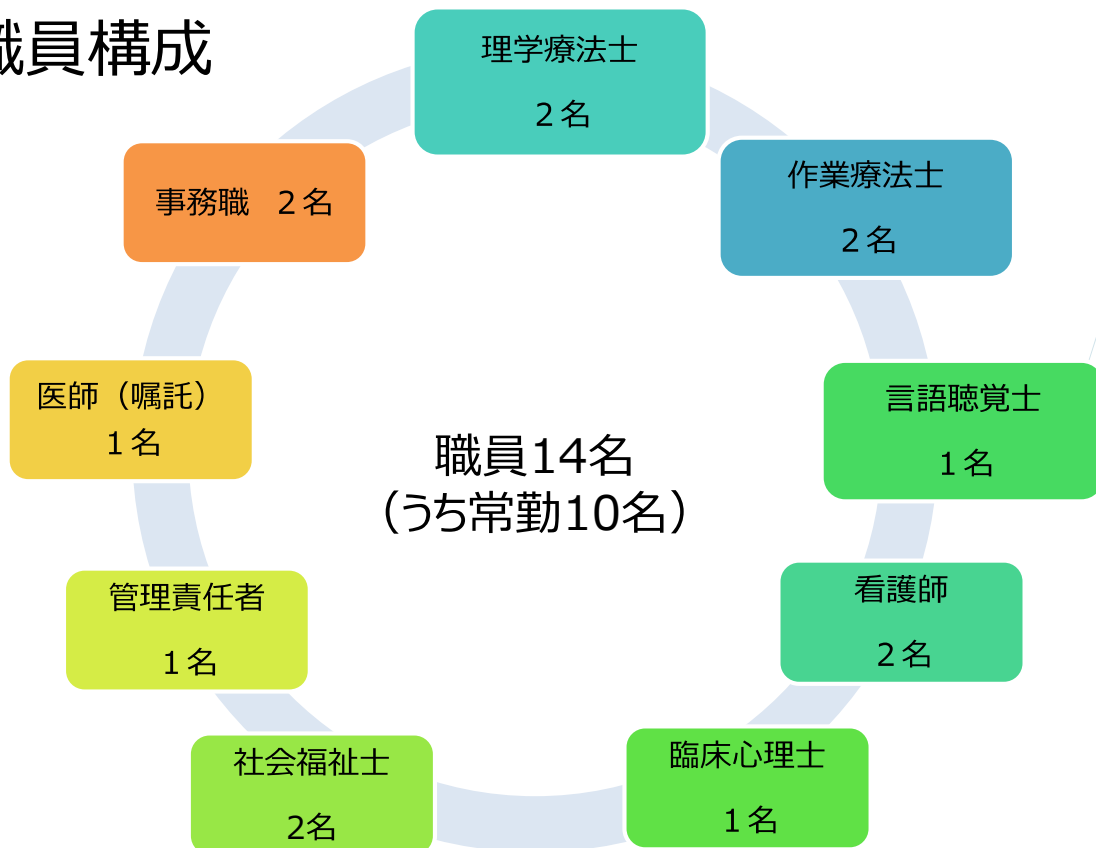 職員構成
理学療法士
２名
作業療法士
２名
言語聴覚士
１名
看護師
２名
臨床心理士
１名
社会福祉士
2名
管理責任者
１名
医師（嘱託）
１名
事務職　２名
職員14名
（うち常勤10名）